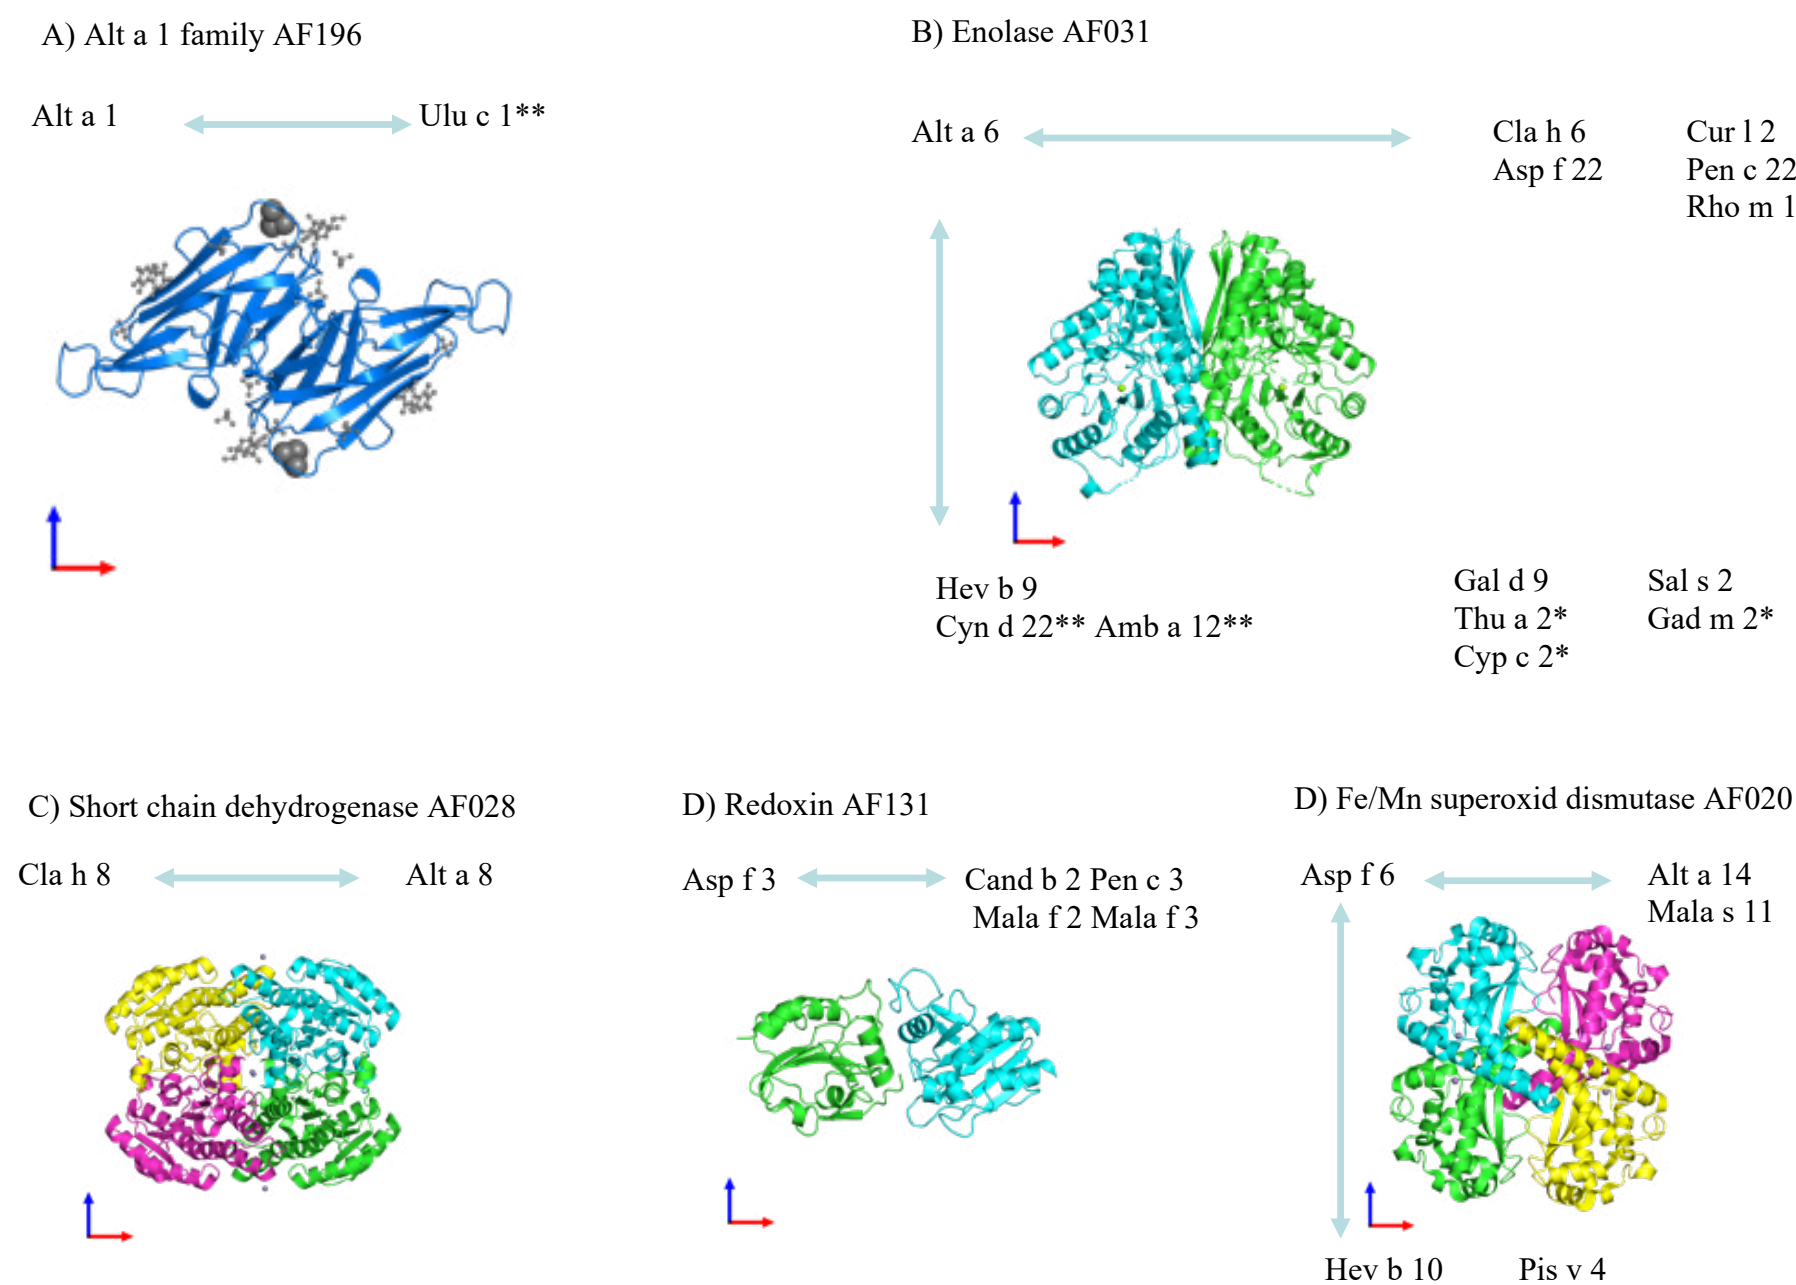 A) Alt a 1 family AF196
Alt a 1
Ulu c 1**
B) Enolase AF031
Alt a 6
Cla h 6
Cur l 2
Asp f 22
Pen c 22
Rho m 1
Hev b 9
Cyn d 22** Amb a 12**
Gal d 9
Sal s 2
Thu a 2*
Gad m 2*
Cyp c 2*
C) Short chain dehydrogenase AF028
Cla h 8
Alt a 8
D) Redoxin AF131
Asp f 3
Cand b 2 Pen c 3
Mala f 2 Mala f 3
D) Fe/Mn superoxid dismutase AF020
Asp f 6
Alt a 14
Mala s 11
Hev b 10
Pis v 4